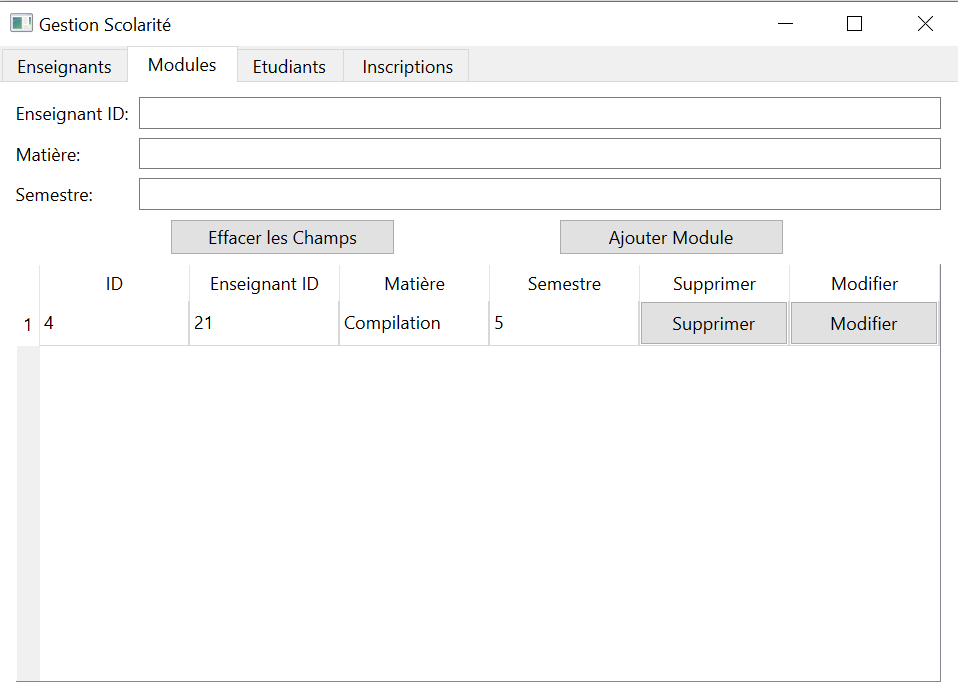 Gestion Scolarité
Enseignants Modules Etudiants Inscriptions
Enseignant ID:
Matière:
Semestre:
Effacer les Champs Ajouter Module
ID Enseignant ID Matière Semestre Supprimer Modifier
1 4 21 Compilation 5 Supprimer Modifier